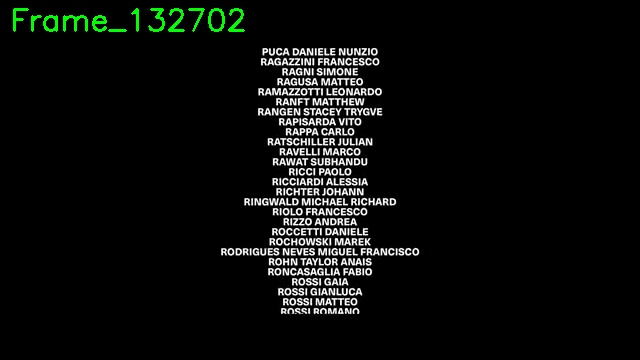 Frame_132702
PUCA DANIELE NUNZIO
RAGAZZINI FRANCESCO
RAGNI SIMONE
RAGUSA MATTEO
RAMAZZOTTI LEONARDO
RANFT MATTHEW
RANGEN STACEY TRYGVE
RAPISARDA VITO
RAPPA CARLO
RATSCHILLER JULIAN
RAVELLI MARCO
RAWAT SUBHANDU
RICCI PAOLO
RICCIARDI ALESSIA
RICHTER JOHANN
RINGWALD MICHAEL RICHARD
RIOLO FRANCESCO
RIZZO ANDREA
ROCCETTI DANIELE
ROCHOWSKI MAREK
RODRIGUES NEVES MIGUEL FRANCISCO
ROHN TAYLOR ANAIS
RONCASAGLIA FABIO
ROSSI GAIA
ROSSI GIANLUCA
ROSSI MATTEO
ROSSI ROMANO